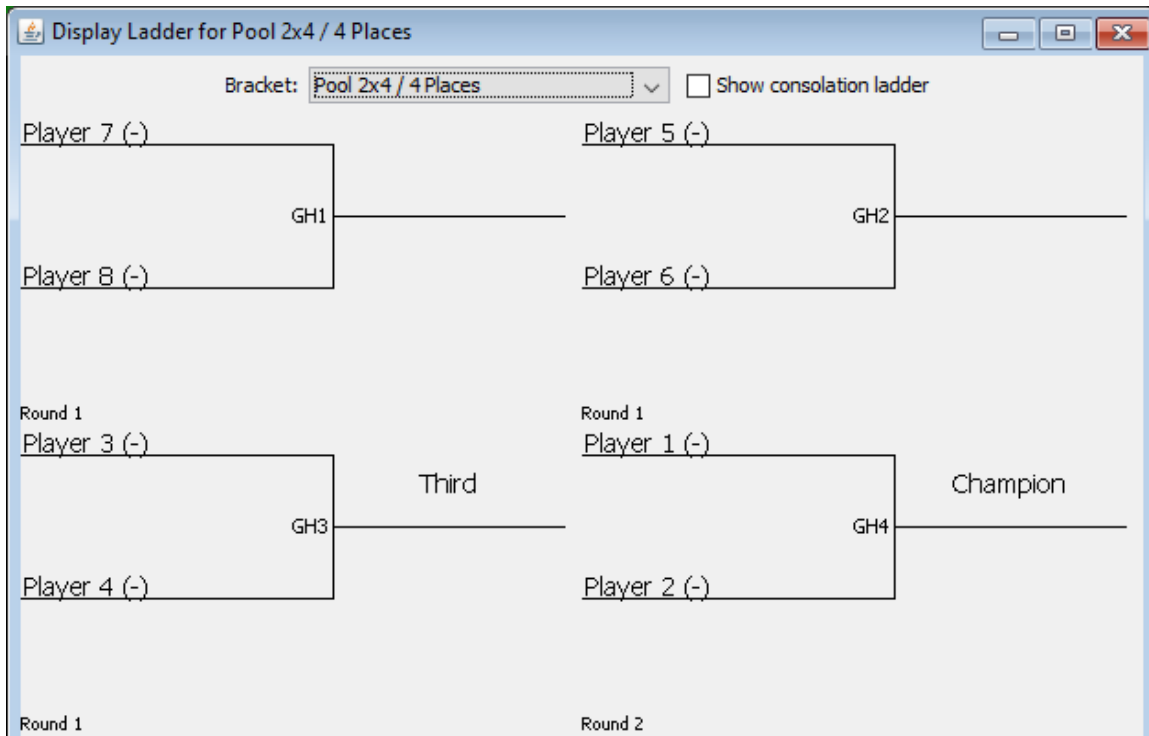 Display Ladder for Pool 2x4 / 4 Places
Bracket: Pool 2x4 / 4 Places Show consolation ladder
Player 7 (-) Player 5 (-)
GH1 GH2
Player 8 (-) Player 6 (-)
Round 1 Round 1
Player 3 (-) Player 1 (-)
Third Champion
GH3 GH4
Player 4 (-) Player 2 (-)
Round 1 Round 2